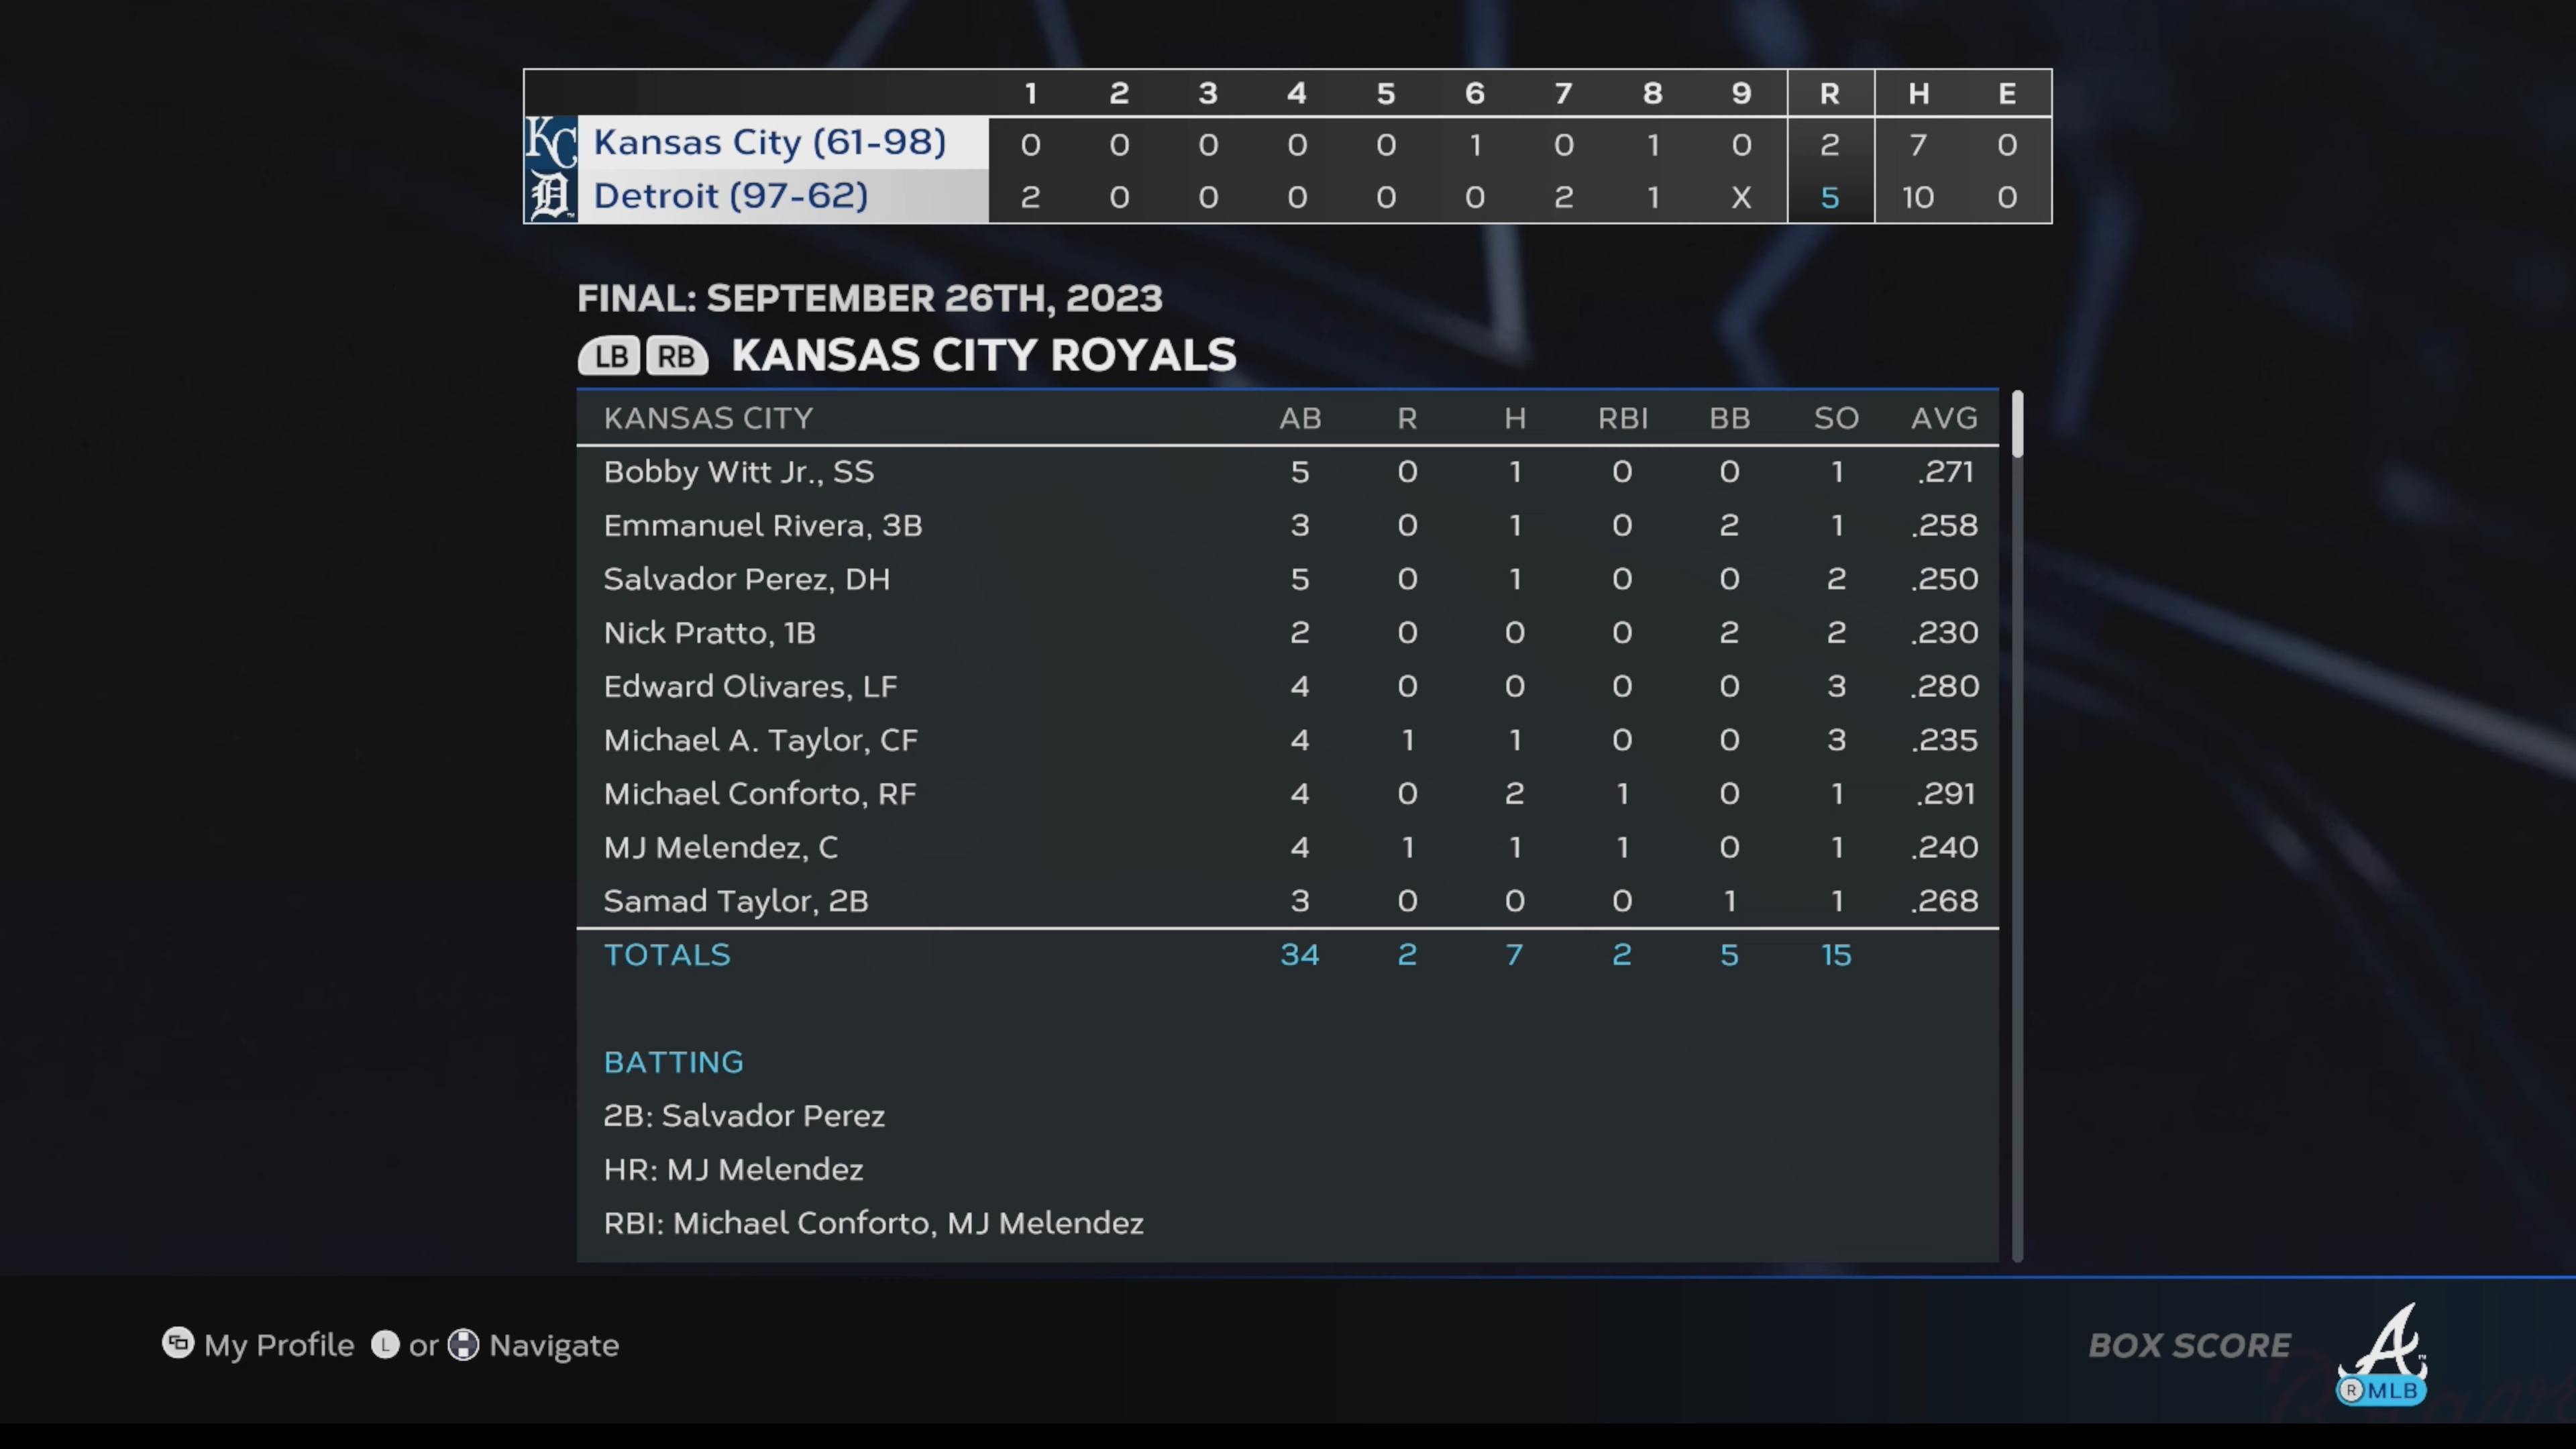 1 2 3 4 5 6 7 8 9 R H E
KC Kansas City (61-98) 0 0 0 0 0 1 0 1 0 2 7 0
D Detroit (97-62) 2 0 0 0 0 0 2 1 X 5 10 0
FINAL: SEPTEMBER 26TH, 2023
LB RB KANSAS CITY ROYALS
KANSAS CITY AB R H RBI BB SO AVG
Bobby Witt Jr., SS 5 0 1 0 0 1 .271
Emmanuel Rivera, 3B 3 0 1 0 2 1 .258
Salvador Perez, DH 5 0 1 0 0 2 .250
Nick Pratto, 1B 2 0 0 0 2 2 .230
Edward Olivares, LF 4 0 0 0 0 3 .280
Michael A. Taylor, CF 4 1 1 0 0 3 .235
Michael Conforto, RF 4 0 2 1 0 1 .291
MJ Melendez, C 4 1 1 1 0 1 .240
Samad Taylor, 2B 3 0 0 0 1 1 .268
TOTALS 34 2 7 2 5 15
BATTING
2B: Salvador Perez
HR: MJ Melendez
RBI: Michael Conforto, MJ Melendez
My Profile L or Navigate
BOX SCORE
A
R MLB